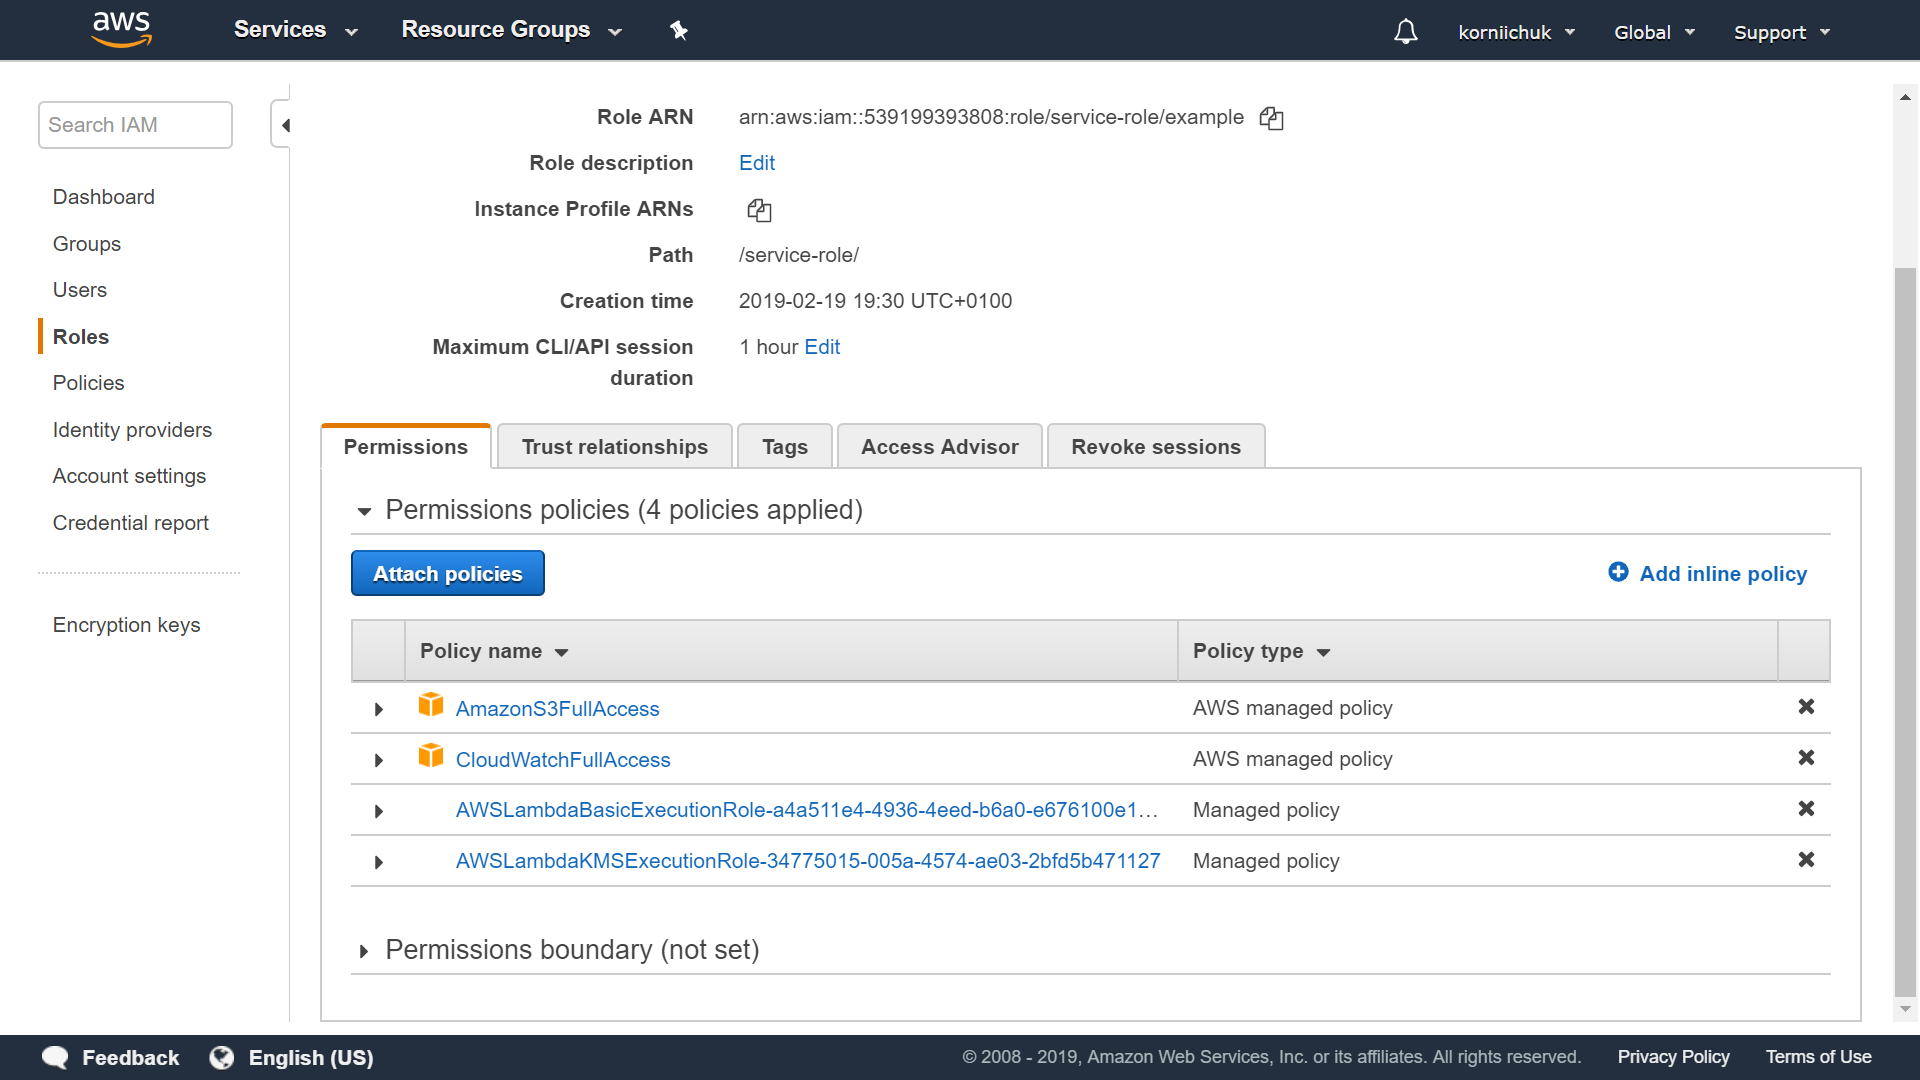 aws Services Resource Groups korniichuk Global Support
Search IAM
Dashboard
Groups
Users
Roles
Policies
Identity providers
Account settings
Credential report
Encryption keys
Role ARN arn:aws:iam::539199393808:role/service-role/example
Role description Edit
Instance Profile ARNs
Path /service-role/
Creation time 2019-02-19 19:30 UTC+0100
Maximum CLI/API session 1 hour Edit
duration
Permissions Trust relationships Tags Access Advisor Revoke sessions
Permissions policies (4 policies applied)
Attach policies Add inline policy
Policy name Policy type
AmazonS3FullAccess AWS managed policy
CloudWatchFullAccess AWS managed policy
AWSLambdaBasicExecutionRole-a4a511e4-4936-4eed-b6a0-e676100e1… Managed policy
AWSLambdaKMSExecutionRole-34775015-005a-4574-ae03-2bfd5b471127 Managed policy
Permissions boundary (not set)
Feedback English (US) © 2008 - 2019, Amazon Web Services, Inc. or its affiliates. All rights reserved. Privacy Policy Terms of Use